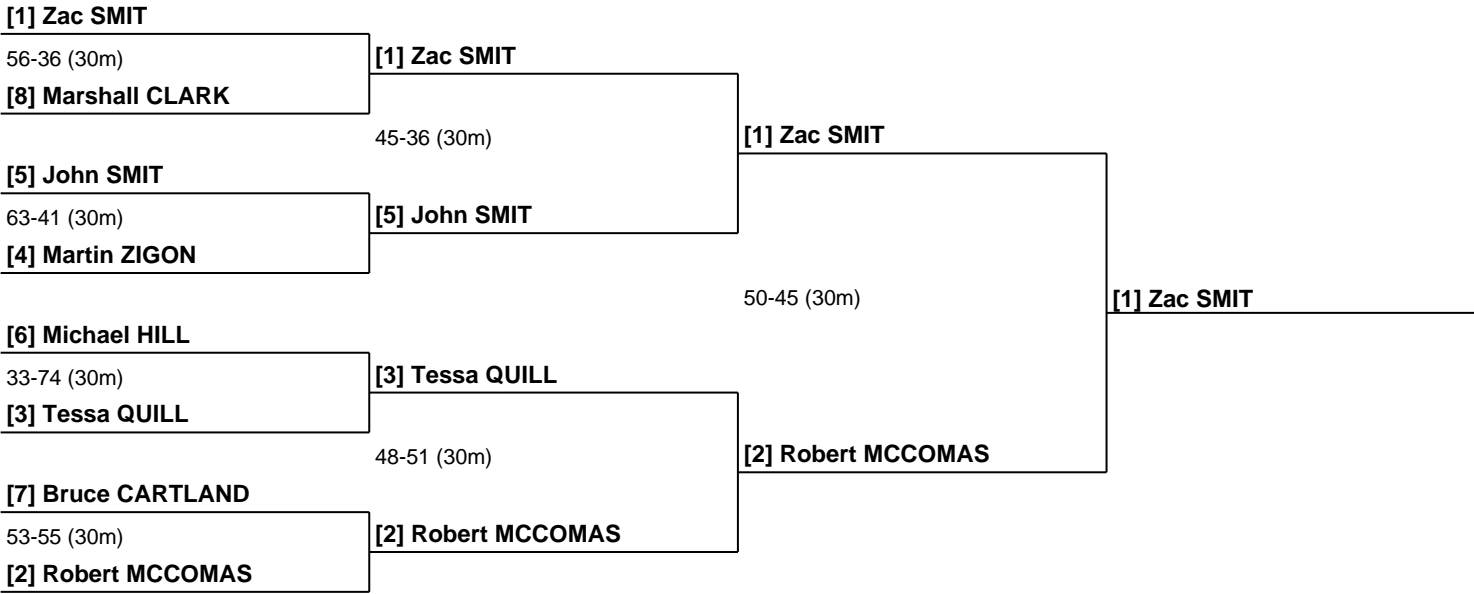 [1] Zac SMIT
56-36 (30m)
[8] Marshall CLARK
[1] Zac SMIT
45-36 (30m)
[5] John SMIT
63-41 (30m)
[4] Martin ZIGON
[5] John SMIT
[1] Zac SMIT
50-45 (30m)
[1] Zac SMIT
[6] Michael HILL
33-74 (30m)
[3] Tessa QUILL
[3] Tessa QUILL
48-51 (30m)
[2] Robert MCCOMAS
[7] Bruce CARTLAND
53-55 (30m)
[2] Robert MCCOMAS
[2] Robert MCCOMAS